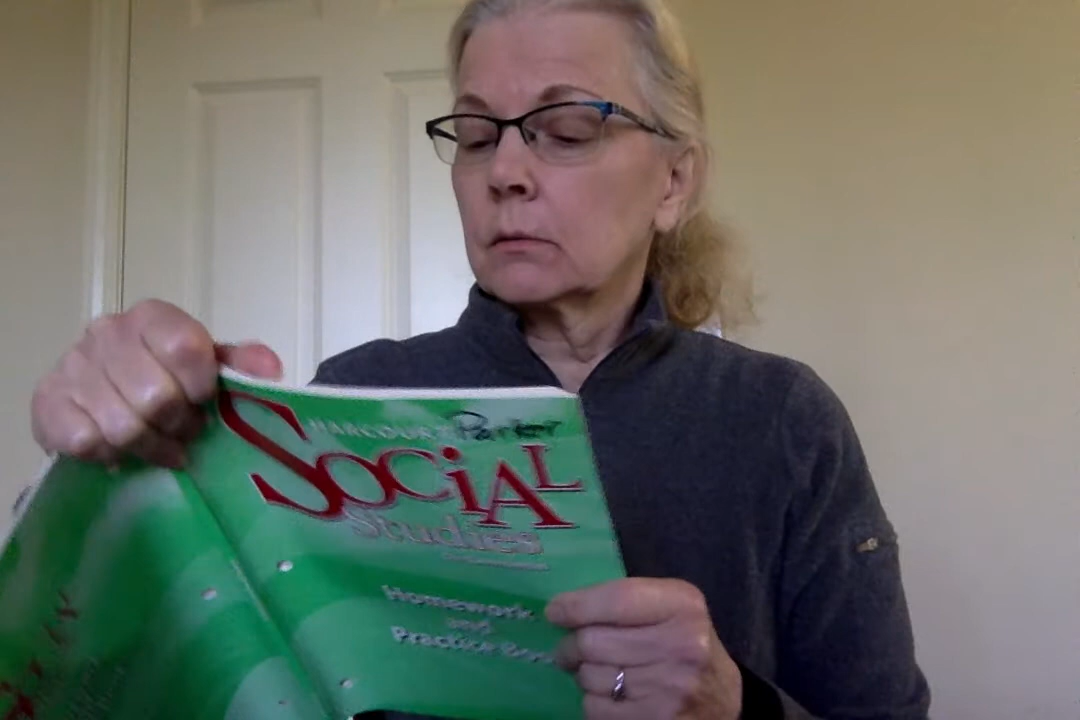 HARCOURT Parker
SOCiAL
Studies
Homework
and
Practice Book